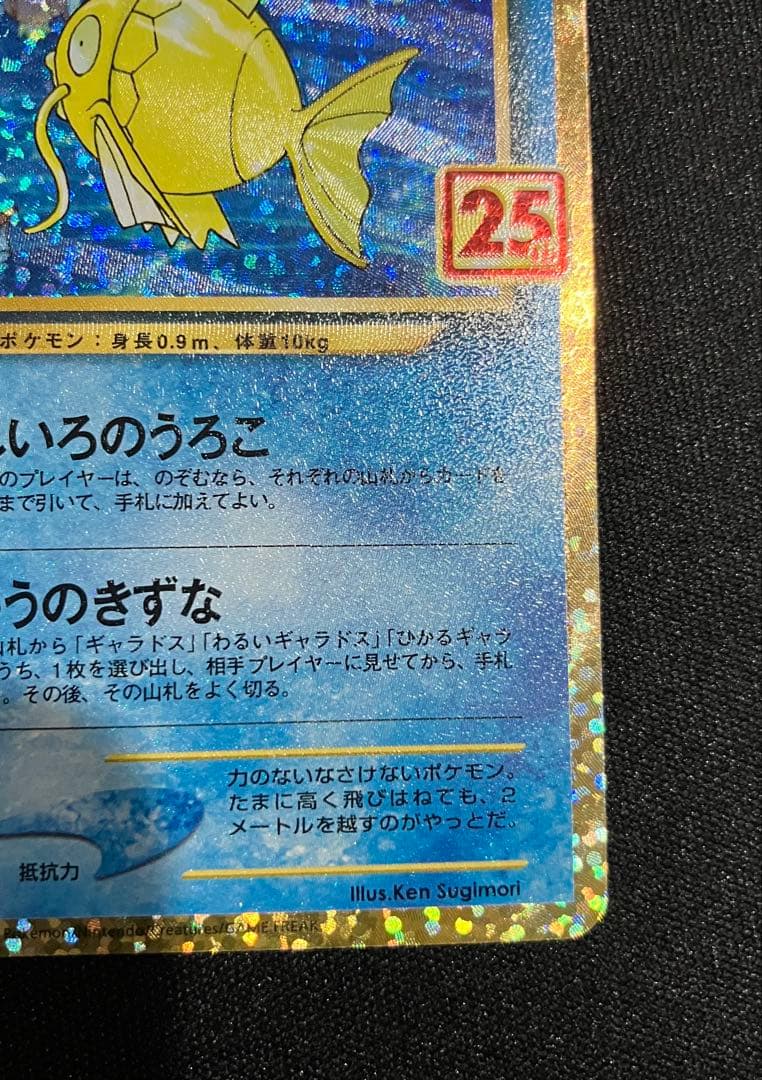 25
ポケモン：身長0.9m、体重10kg
いろのうろこ
のプレイヤーは、のぞむなら、それぞれの山札からカードを
まで引いて、手札に加えてよい。
うのきずな
山札から「ギャラドス」「わるいギャラドス」「ひかるギャラ
うち、1枚を選び出し、相手プレイヤーに見せてから、手札
。その後、その山札をよく切る。
力のないなさけないポケモン。
たまに高く飛びはねても、2
メートルを越すのがやっとだ。
抵抗力
Illus.Ken Sugimori
Pokémon/Nintendo/Creatures/GAME FREAK